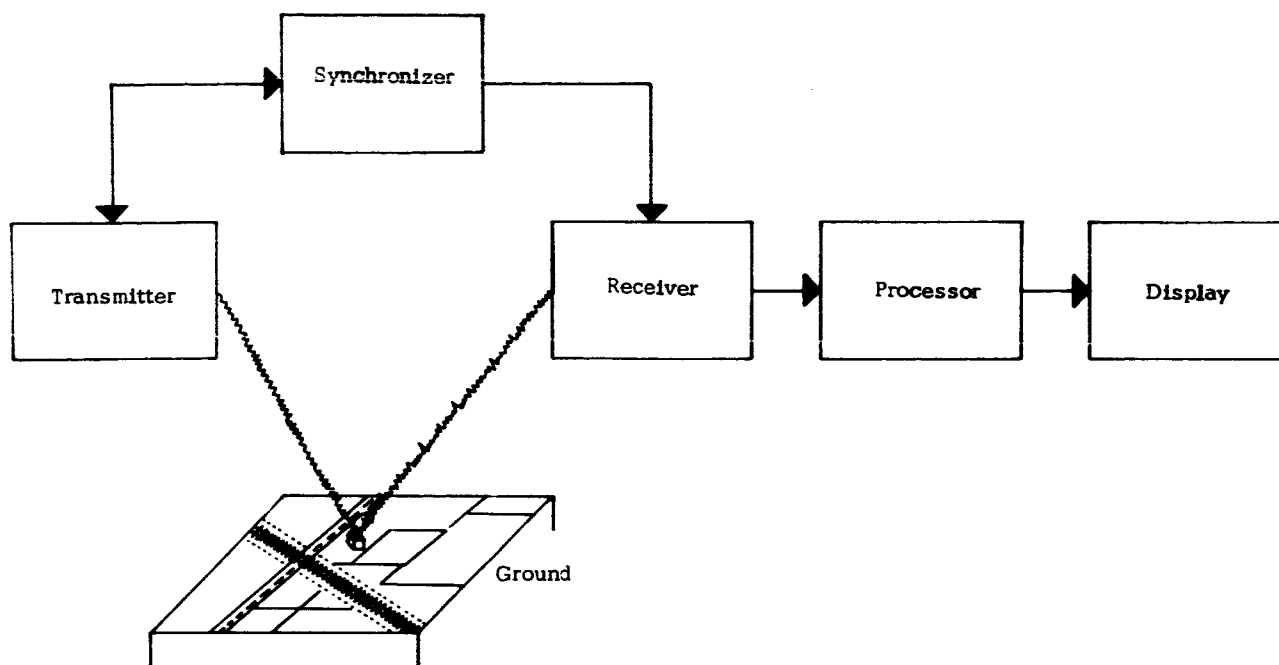 Synchronizer
Transmitter
Receiver
Processor
Display
Ground